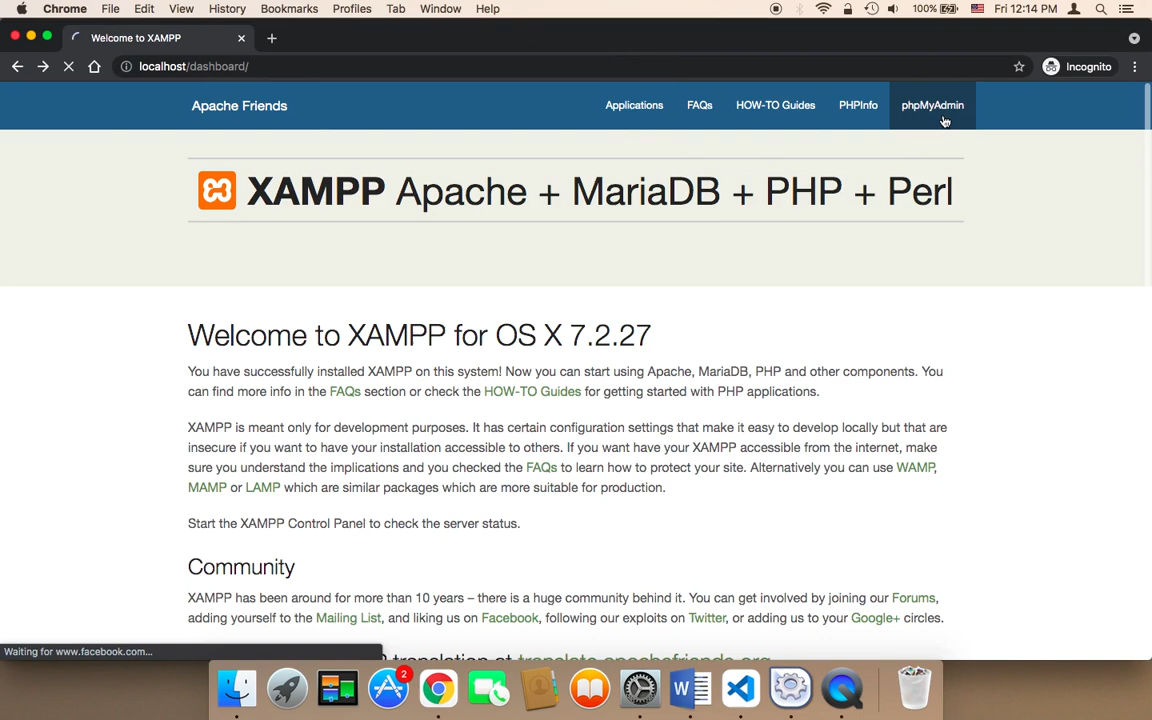 Chrome File Edit View History Bookmarks Profiles Tab Window Help 100% Fri 12:14 PM
Welcome to XAMPP
localhost/dashboard/ Incognito
Apache Friends Applications FAQs HOW-TO Guides PHPInfo phpMyAdmin
XAMPP Apache + MariaDB + PHP + Perl
Welcome to XAMPP for OS X 7.2.27
You have successfully installed XAMPP on this system! Now you can start using Apache, MariaDB, PHP and other components. You
can find more info in the FAQs section or check the HOW-TO Guides for getting started with PHP applications.
XAMPP is meant only for development purposes. It has certain configuration settings that make it easy to develop locally but that are
insecure if you want to have your installation accessible to others. If you want have your XAMPP accessible from the internet, make
sure you understand the implications and you checked the FAQs to learn how to protect your site. Alternatively you can use WAMP,
MAMP or LAMP which are similar packages which are more suitable for production.
Start the XAMPP Control Panel to check the server status.
Community
XAMPP has been around for more than 10 years – there is a huge community behind it. You can get involved by joining our Forums,
adding yourself to the Mailing List, and liking us on Facebook, following our exploits on Twitter, or adding us to your Google+ circles.
Waiting for www.facebook.com...
translation at translate.apachefriends.org
2
W